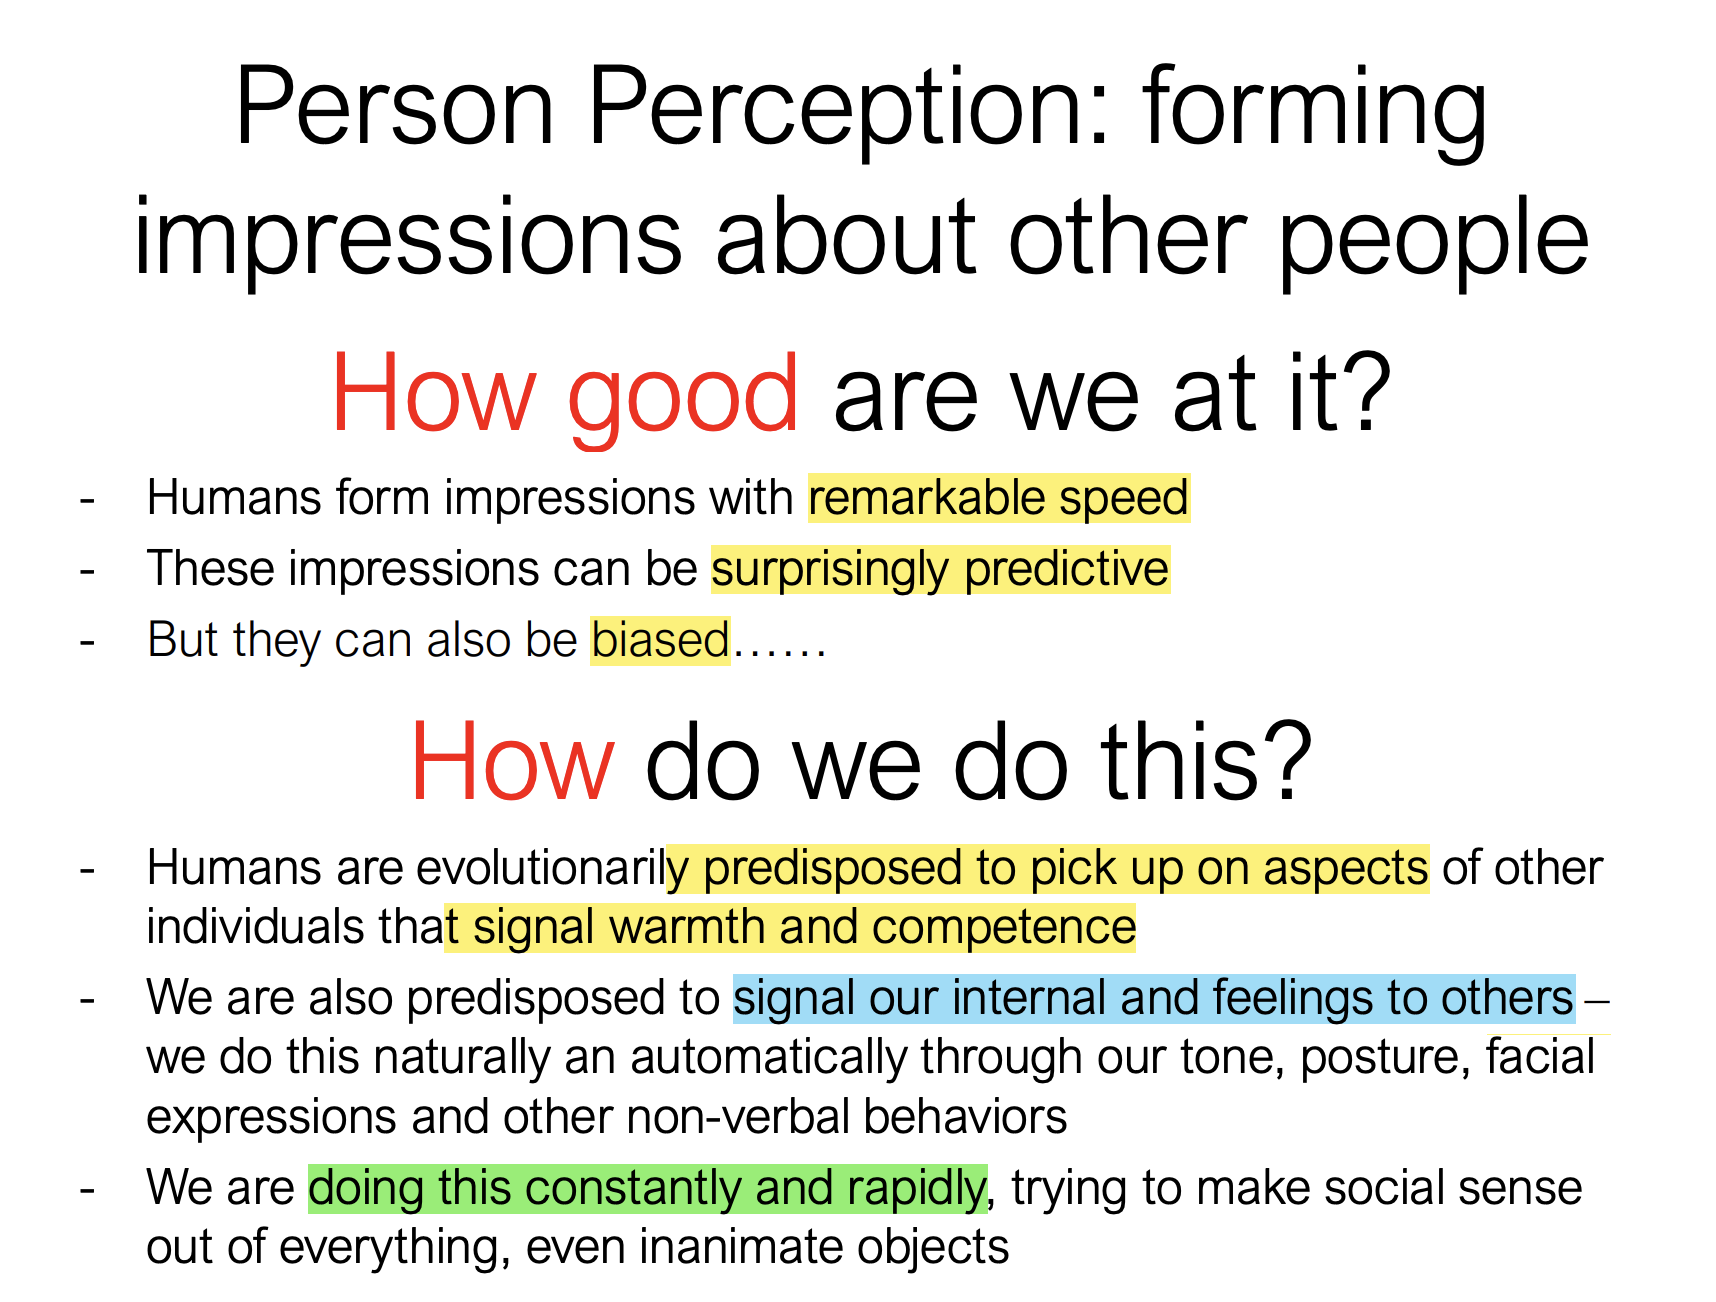 Person Perception: forming
impressions about other people
How good are we at it?
- Humans form impressions with remarkable speed
- These impressions can be surprisingly predictive
- But they can also be biased……
How do we do this?
- Humans are evolutionarily predisposed to pick up on aspects of other
individuals that signal warmth and competence
- We are also predisposed to signal our internal and feelings to others –
we do this naturally an automatically through our tone, posture, facial
expressions and other non-verbal behaviors
- We are doing this constantly and rapidly, trying to make social sense
out of everything, even inanimate objects